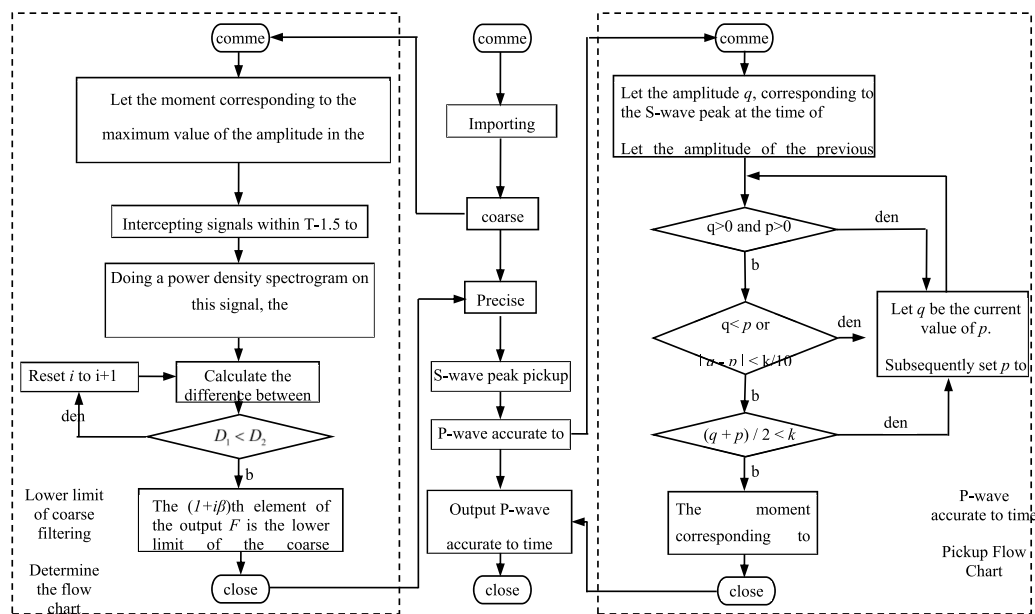 comme
Let the moment corresponding to the
maximum value of the amplitude in the
Intercepting signals within T-1.5 to
Doing a power density spectrogram on
this signal, the
Reset i to i+1
Calculate the
difference between
den
D₁ < D₂
b
The (1+iβ)th element of
the output F is the lower
limit of the coarse
close
Lower limit
of coarse
filtering
Determine
the flow
chart
comme
Importing
coarse
Precise
S-wave peak pickup
P-wave accurate to
Output P-wave
accurate to time
close
comme
Let the amplitude q, corresponding to
the S-wave peak at the time of
Let the amplitude of the previous
q>0 and p>0
den
b
q< p or
| q - p | < k/10
den
b
Let q be the current
value of p.
Subsequently set p to
(q + p) / 2 < k
den
b
The moment
corresponding to
close
P-wave
accurate to time
Pickup Flow
Chart